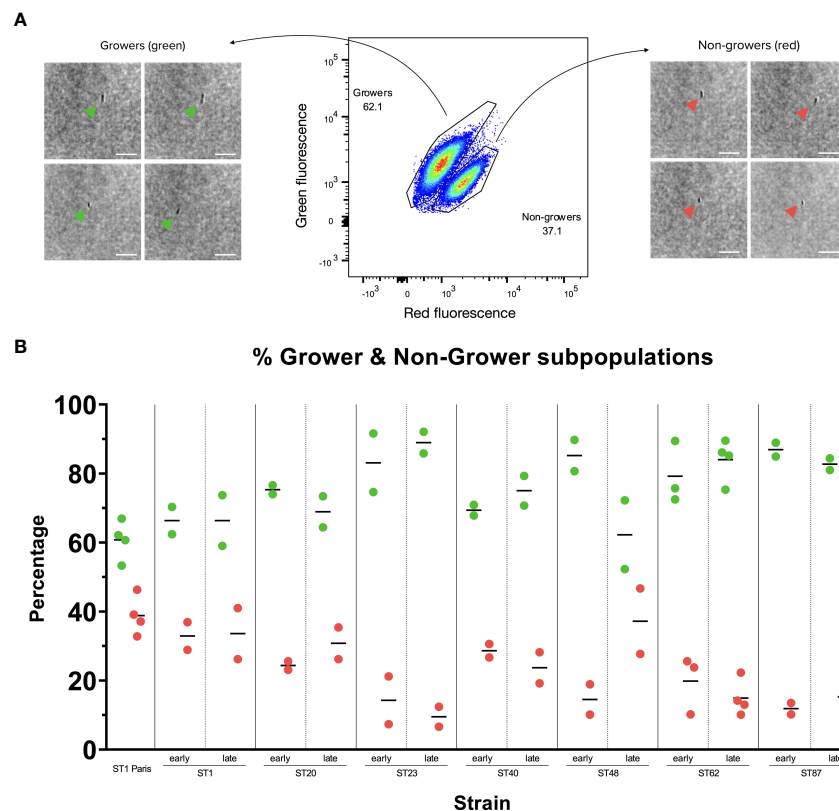 A
Growers (green)
Non-growers (red)
Growers
62.1
Non-growers
37.1
10^5
10^4
10^3
0
-10^3
Green fluorescence
-10^3
0
10^3
10^4
10^5
Red fluorescence
B
% Grower & Non-Grower subpopulations
100
80
60
40
20
0
Percentage
early late early late early late early late early late early late early
ST1 Paris ST1 ST20 ST23 ST40 ST48 ST62 ST87
Strain